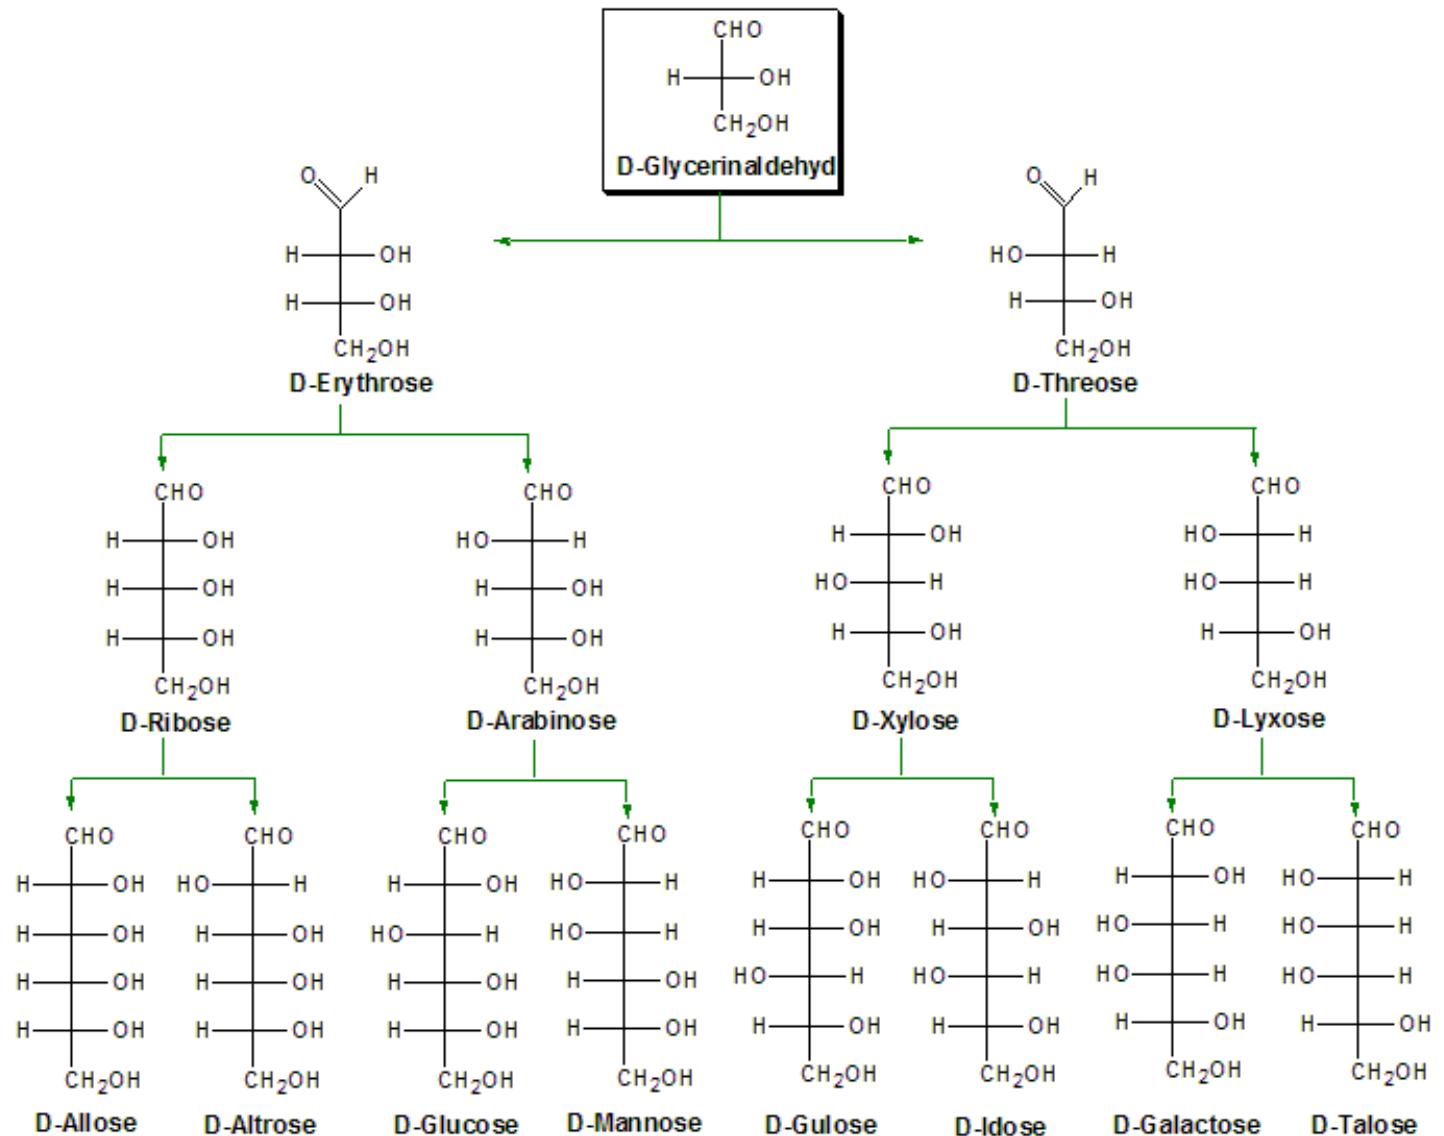 CHO
H OH
CH2OH
D-Glycerinaldehyd
O H
H OH
H OH
CH2OH
D-Erythrose
O H
HO H
H OH
CH2OH
D-Threose
CHO
H OH
H OH
H OH
CH2OH
D-Ribose
CHO
HO H
H OH
H OH
CH2OH
D-Arabinose
CHO
H OH
HO H
H OH
CH2OH
D-Xylose
CHO
HO H
HO H
H OH
CH2OH
D-Lyxose
CHO
H OH
H OH
H OH
H OH
CH2OH
D-Allose
CHO
HO H
H OH
H OH
H OH
CH2OH
D-Altrose
CHO
H OH
HO H
H OH
H OH
CH2OH
D-Glucose
CHO
HO H
HO H
H OH
H OH
CH2OH
D-Mannose
CHO
H OH
H OH
HO H
H OH
CH2OH
D-Gulose
CHO
HO H
H OH
HO H
H OH
CH2OH
D-Idose
CHO
H OH
HO H
HO H
H OH
CH2OH
D-Galactose
CHO
HO H
HO H
HO H
H OH
CH2OH
D-Talose